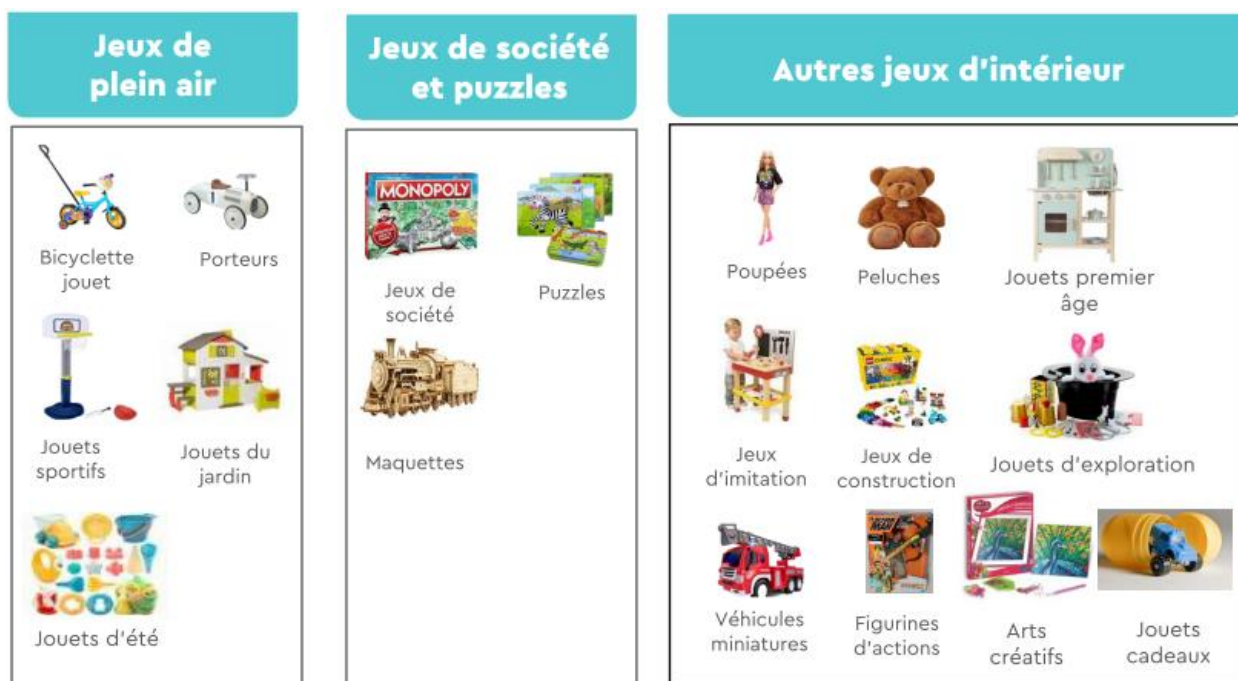 Jeux de
plein air
Bicyclette
jouet
Porteurs
Jouets
sportifs
Jouets du
jardin
Jouets d'été
Jeux de société
et puzzles
MONOPOLY
Jeux de
société
Puzzles
Maquettes
Autres jeux d'intérieur
Poupées
Peluches
Jouets premier
âge
Jeux
d'imitation
Jeux de
construction
Jouets d'exploration
Véhicules
miniatures
Figurines
d'actions
Arts
créatifs
Jouets
cadeaux